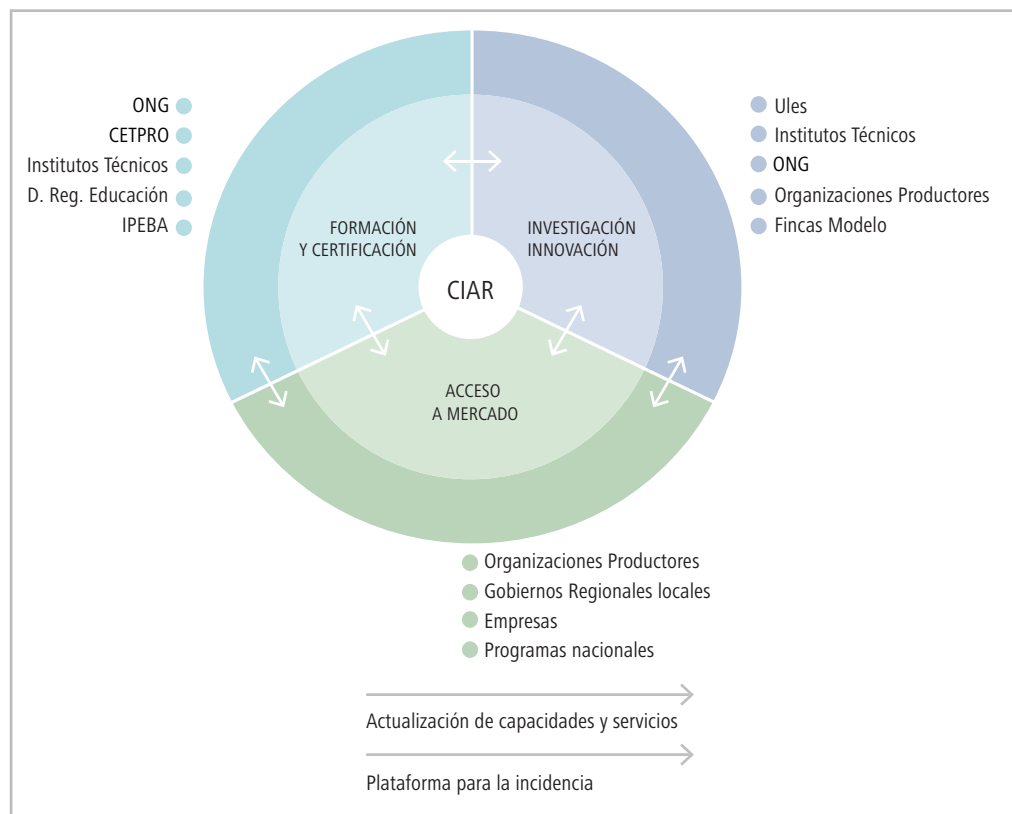 ONG
CETPRO
Institutos Técnicos
D. Reg. Educación
IPEBA
FORMACIÓN
Y CERTIFICACIÓN
INVESTIGACIÓN
INNOVACIÓN
CIAR
ACCESO
A MERCADO
Ules
Institutos Técnicos
ONG
Organizaciones Productores
Fincas Modelo
Organizaciones Productores
Gobiernos Regionales locales
Empresas
Programas nacionales
Actualización de capacidades y servicios
Plataforma para la incidencia